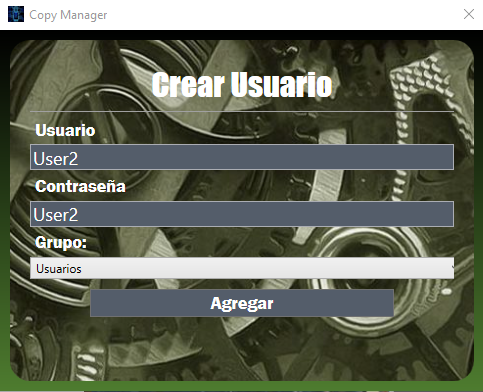 Copy Manager
Crear Usuario
Usuario
User2
Contraseña
User2
Grupo:
Usuarios
Agregar